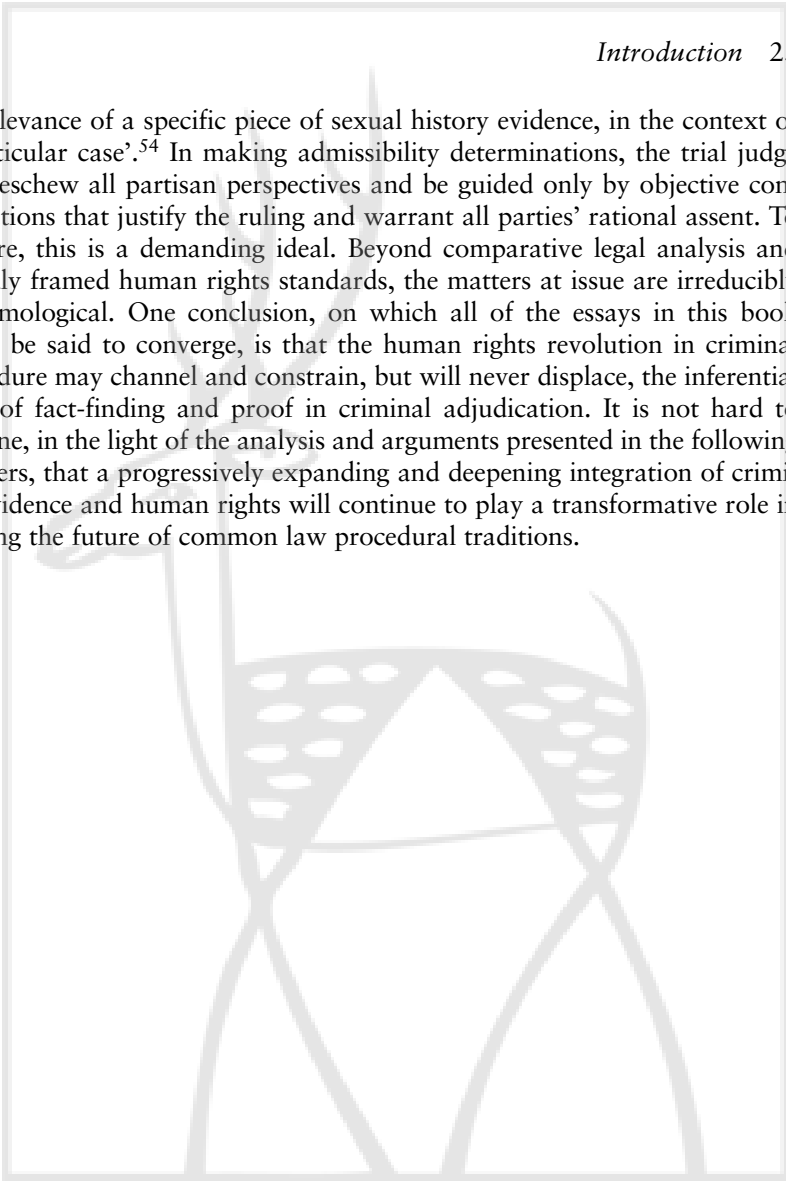 Introduction 2
levance of a specific piece of sexual history evidence, in the context o
ticular case’.54 In making admissibility determinations, the trial judg
eschew all partisan perspectives and be guided only by objective con
tions that justify the ruling and warrant all parties’ rational assent. T
re, this is a demanding ideal. Beyond comparative legal analysis an
ly framed human rights standards, the matters at issue are irreducibl
mological. One conclusion, on which all of the essays in this boo
be said to converge, is that the human rights revolution in crimina
dure may channel and constrain, but will never displace, the inferentia
of fact-finding and proof in criminal adjudication. It is not hard t
ne, in the light of the analysis and arguments presented in the following
ers, that a progressively expanding and deepening integration of crimi
vidence and human rights will continue to play a transformative role i
ng the future of common law procedural traditions.